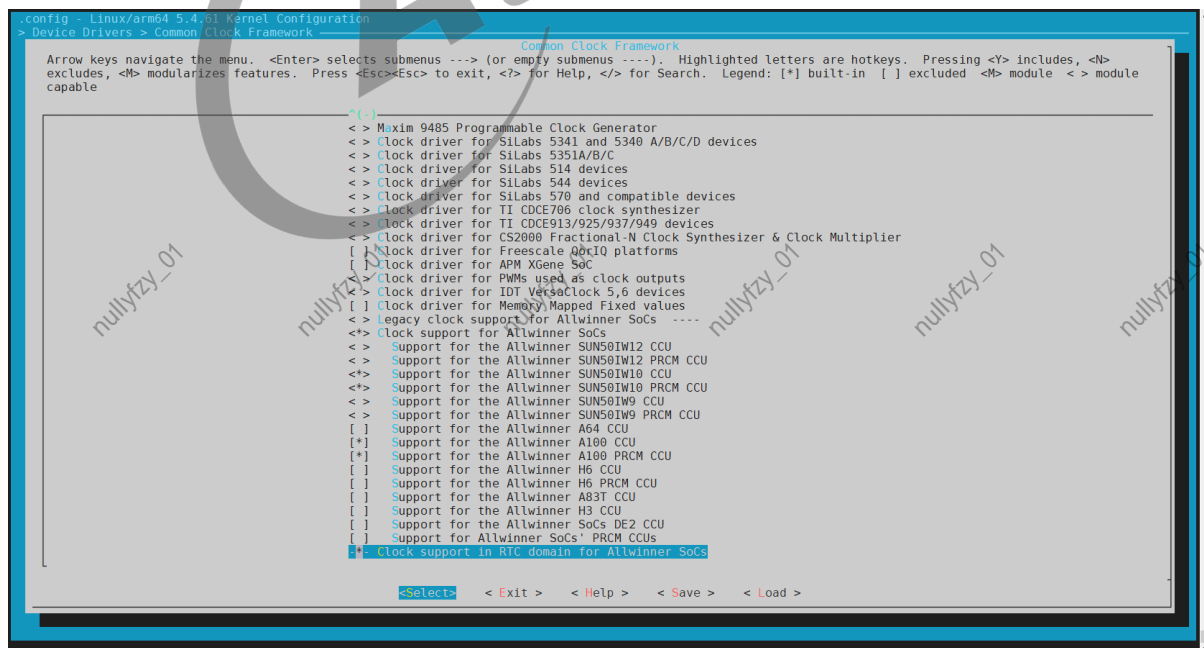 .config - Linux/arm64 5.4.61 Kernel Configuration
> Device Drivers > Common Clock Framework
Common Clock Framework
Arrow keys navigate the menu.  <Enter> selects submenus ---> (or empty submenus ----).  Highlighted letters are hotkeys.  Pressing <Y> includes, <N>
excludes, <M> modularizes features.  Press <Esc><Esc> to exit, <?> for Help, </> for Search.  Legend: [*] built-in  [ ] excluded  <M> module  < > module
capable
^(-)
< > Maxim 9485 Programmable Clock Generator
< > Clock driver for SiLabs 5341 and 5340 A/B/C/D devices
< > Clock driver for SiLabs 5351A/B/C
< > Clock driver for SiLabs 514 devices
< > Clock driver for SiLabs 544 devices
< > Clock driver for SiLabs 570 and compatible devices
< > Clock driver for TI CDCE706 clock synthesizer
< > Clock driver for TI CDCE913/925/937/949 devices
< > Clock driver for CS2000 Fractional-N Clock Synthesizer & Clock Multiplier
[ ] Clock driver for Freescale QorIQ platforms
[ ] Clock driver for APM XGene SoC
< > Clock driver for PWMs used as clock outputs
< > Clock driver for IDT VersaClock 5,6 devices
[ ] Clock driver for Memory Mapped Fixed values
< > Legacy clock support for Allwinner SoCs  ----
<*> Clock support for Allwinner SoCs
< >   Support for the Allwinner SUN50IW12 CCU
< >   Support for the Allwinner SUN50IW12 PRCM CCU
<*>   Support for the Allwinner SUN50IW10 CCU
<*>   Support for the Allwinner SUN50IW10 PRCM CCU
< >   Support for the Allwinner SUN50IW9 CCU
< >   Support for the Allwinner SUN50IW9 PRCM CCU
[ ]   Support for the Allwinner A64 CCU
[*]   Support for the Allwinner A100 CCU
[*]   Support for the Allwinner A100 PRCM CCU
[ ]   Support for the Allwinner H6 CCU
[ ]   Support for the Allwinner H6 PRCM CCU
[ ]   Support for the Allwinner A83T CCU
[ ]   Support for the Allwinner H3 CCU
[ ]   Support for the Allwinner SoCs DE2 CCU
[ ]   Support for Allwinner SoCs' PRCM CCUs
-*- Clock support in RTC domain for Allwinner SoCs
<Select>    < Exit >    < Help >    < Save >    < Load >
nullyfzy_01
nullyfzy_01
nullyfzy_01
nullyfzy_01
nullyfzy_01
nullyfzy_01